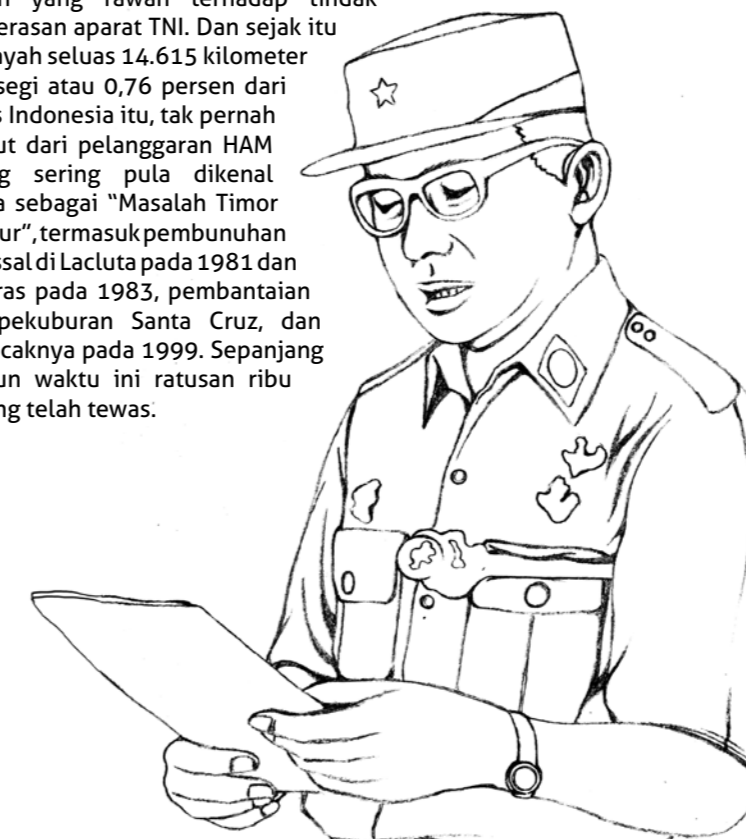 yang rawan terhadap tindak
erasan aparat TNI. Dan sejak itu
ayah seluas 14.615 kilometer
segi atau 0,76 persen dari
s Indonesia itu, tak pernah
ut dari pelanggaran HAM
g sering pula dikenal
a sebagai “Masalah Timor
ur”, termasuk pembunuhan
ssal di Lacluta pada 1981 dan
ras pada 1983, pembantaian
pekuburan Santa Cruz, dan
caknya pada 1999. Sepanjang
un waktu ini ratusan ribu
ng telah tewas.